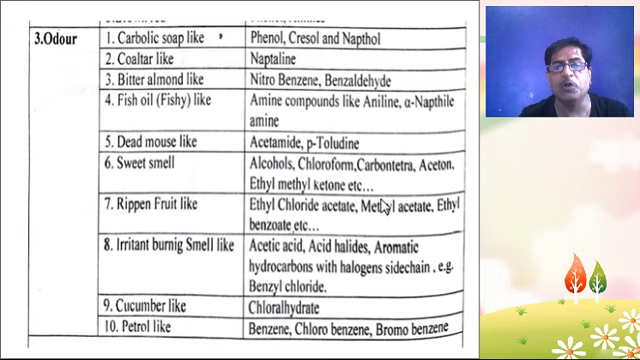 3.Odour
1. Carbolic soap like
Phenol, Cresol and Napthol
2. Coaltar like
Naptaline
3. Bitter almond like
Nitro Benzene, Benzaldehyde
4. Fish oil (Fishy) like
Amine compounds like Aniline, α-Napthile
amine
5. Dead mouse like
Acetamide, p-Toludine
6. Sweet smell
Alcohols, Chloroform,Carbontetra, Aceton,
Ethyl methyl ketone etc...
7. Rippen Fruit like
Ethyl Chloride acetate, Methyl acetate, Ethyl
benzoate etc...
8. Irritant burnig Smell like
Acetic acid, Acid halides, Aromatic
hydrocarbons with halogens sidechain , e.g.
Benzyl chloride.
9. Cucumber like
Chloralhydrate
10. Petrol like
Benzene, Chloro benzene, Bromo benzene